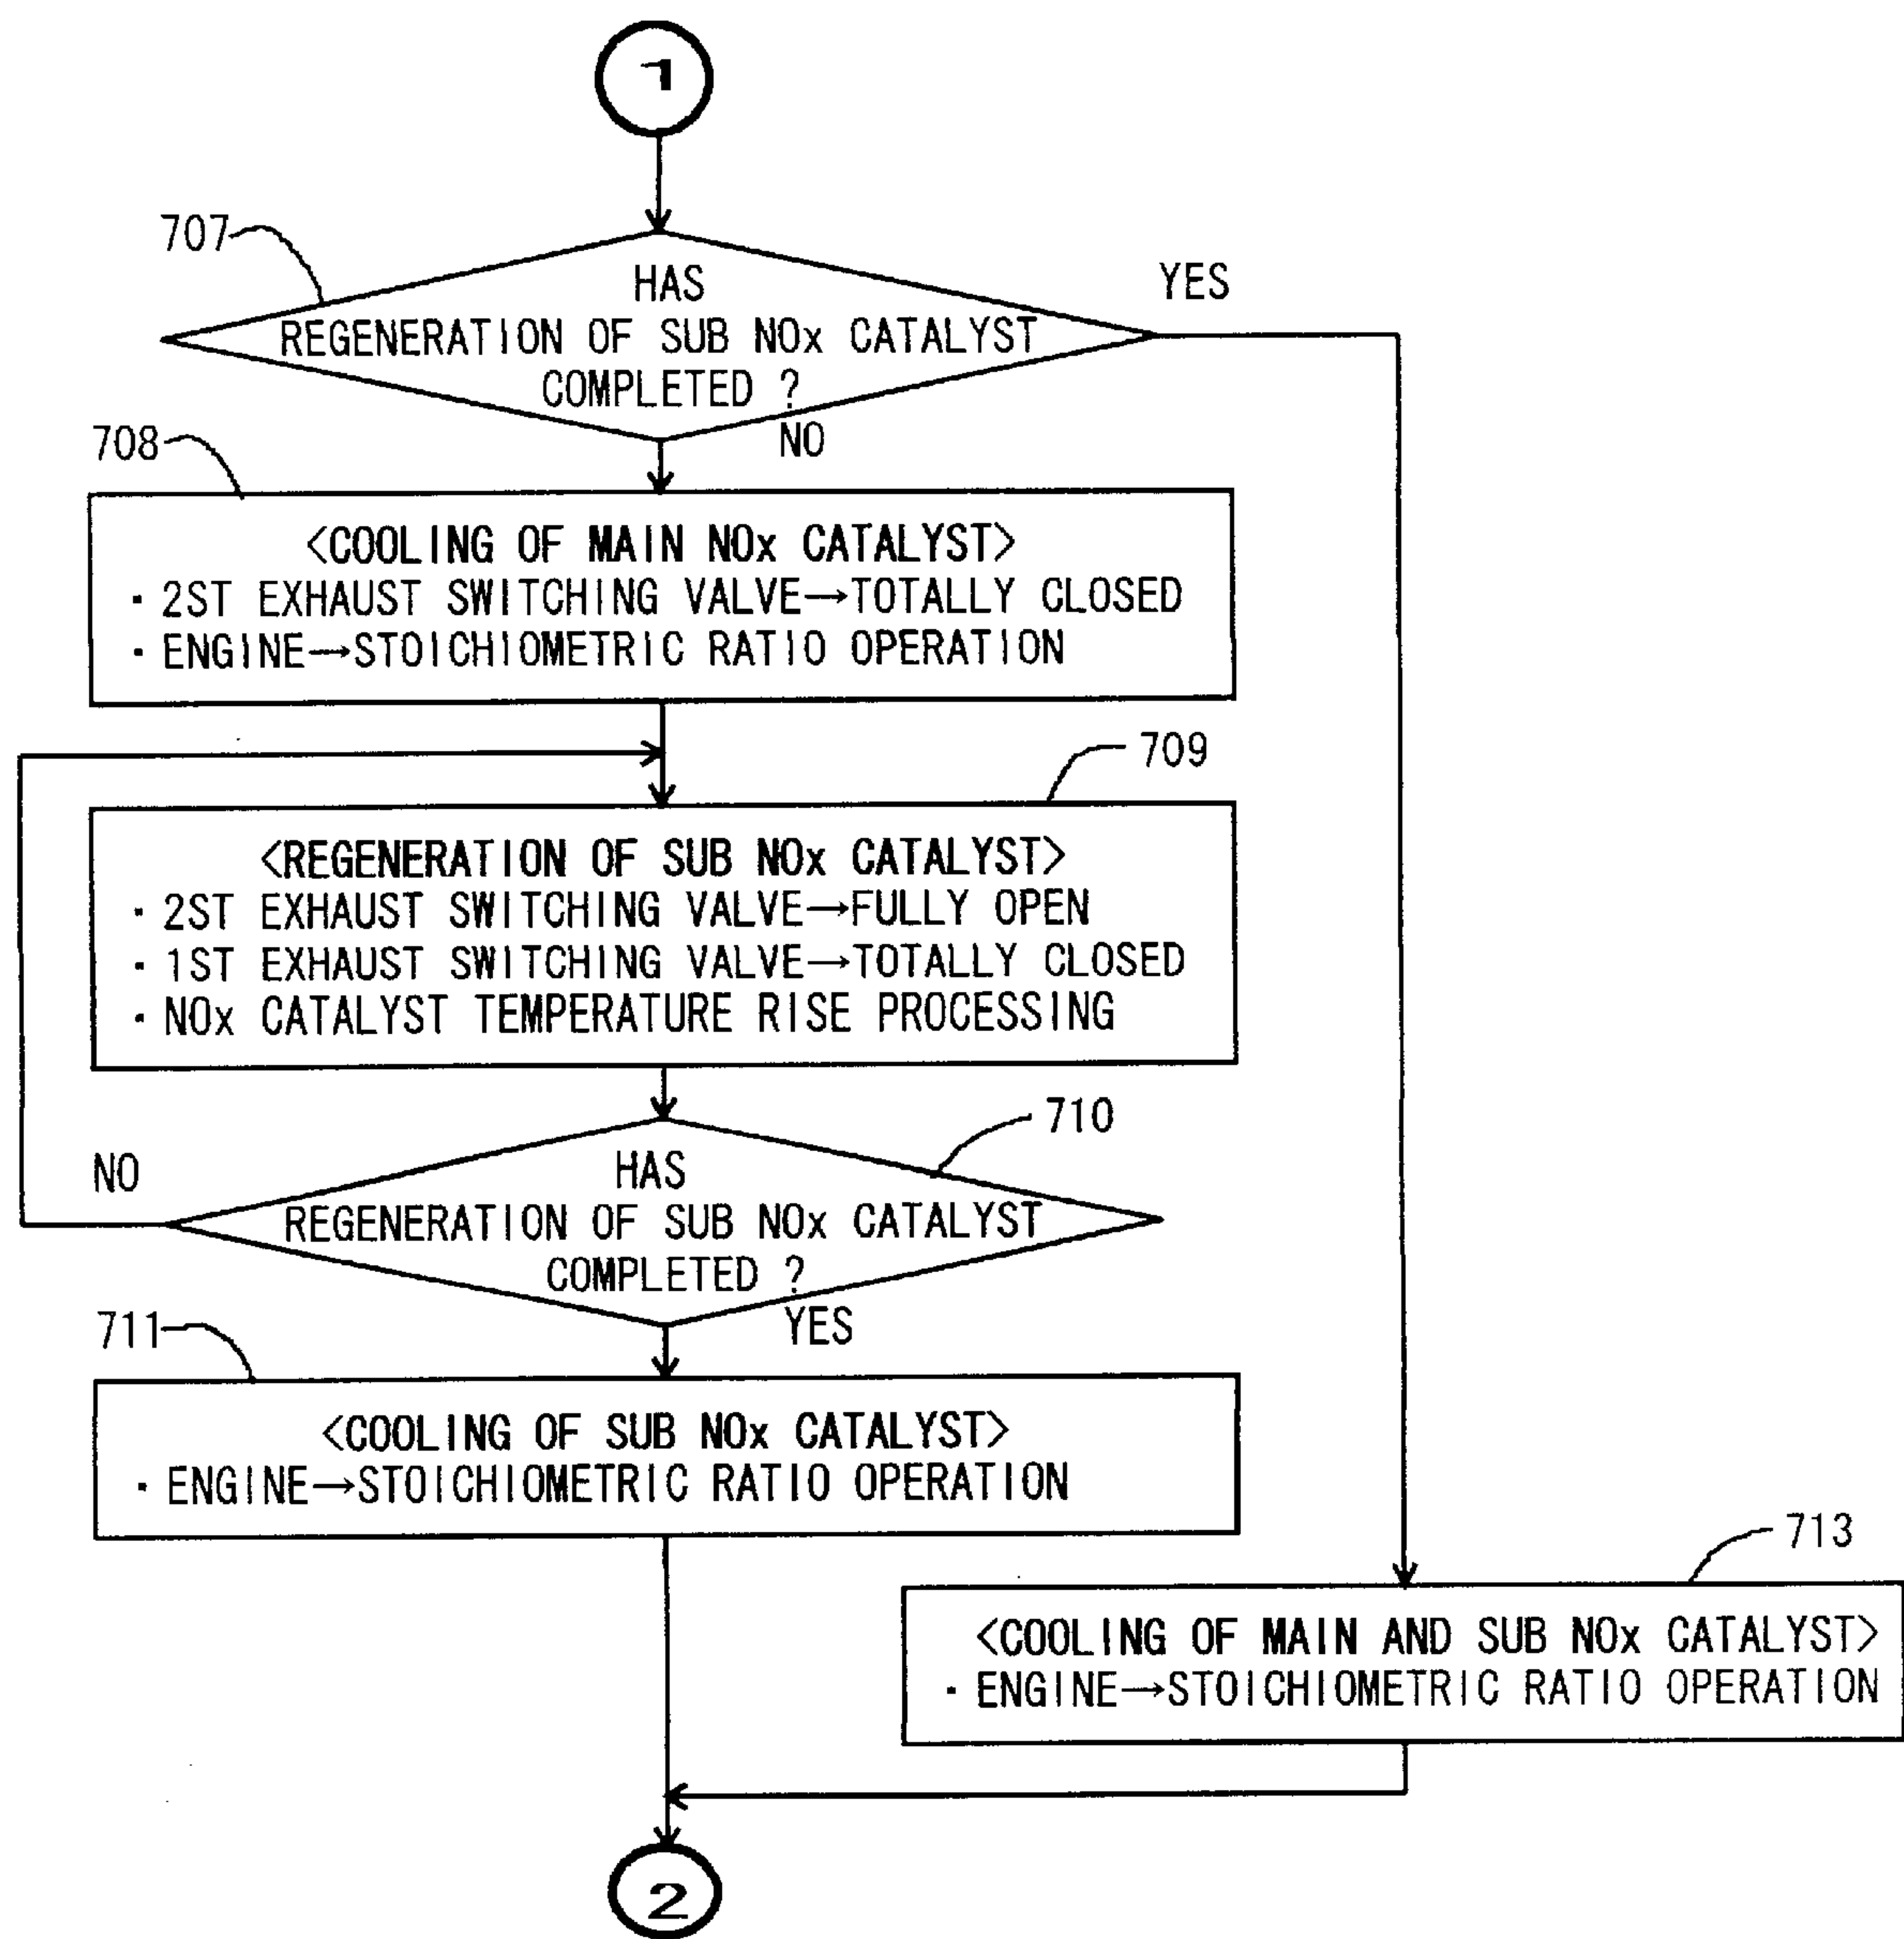 1
707
HAS
YES
REGENERATION OF SUB NOx CATALYST
COMPLETED ?
NO
708
<COOLING OF MAIN NOx CATALYST>
· 2ST EXHAUST SWITCHING VALVE→TOTALLY CLOSED
· ENGINE→STOICHIOMETRIC RATIO OPERATION
709
<REGENERATION OF SUB NOx CATALYST>
· 2ST EXHAUST SWITCHING VALVE→FULLY OPEN
· 1ST EXHAUST SWITCHING VALVE→TOTALLY CLOSED
· NOx CATALYST TEMPERATURE RISE PROCESSING
710
NO
HAS
REGENERATION OF SUB NOx CATALYST
COMPLETED ?
YES
711
<COOLING OF SUB NOx CATALYST>
· ENGINE→STOICHIOMETRIC RATIO OPERATION
713
<COOLING OF MAIN AND SUB NOx CATALYST>
· ENGINE→STOICHIOMETRIC RATIO OPERATION
2